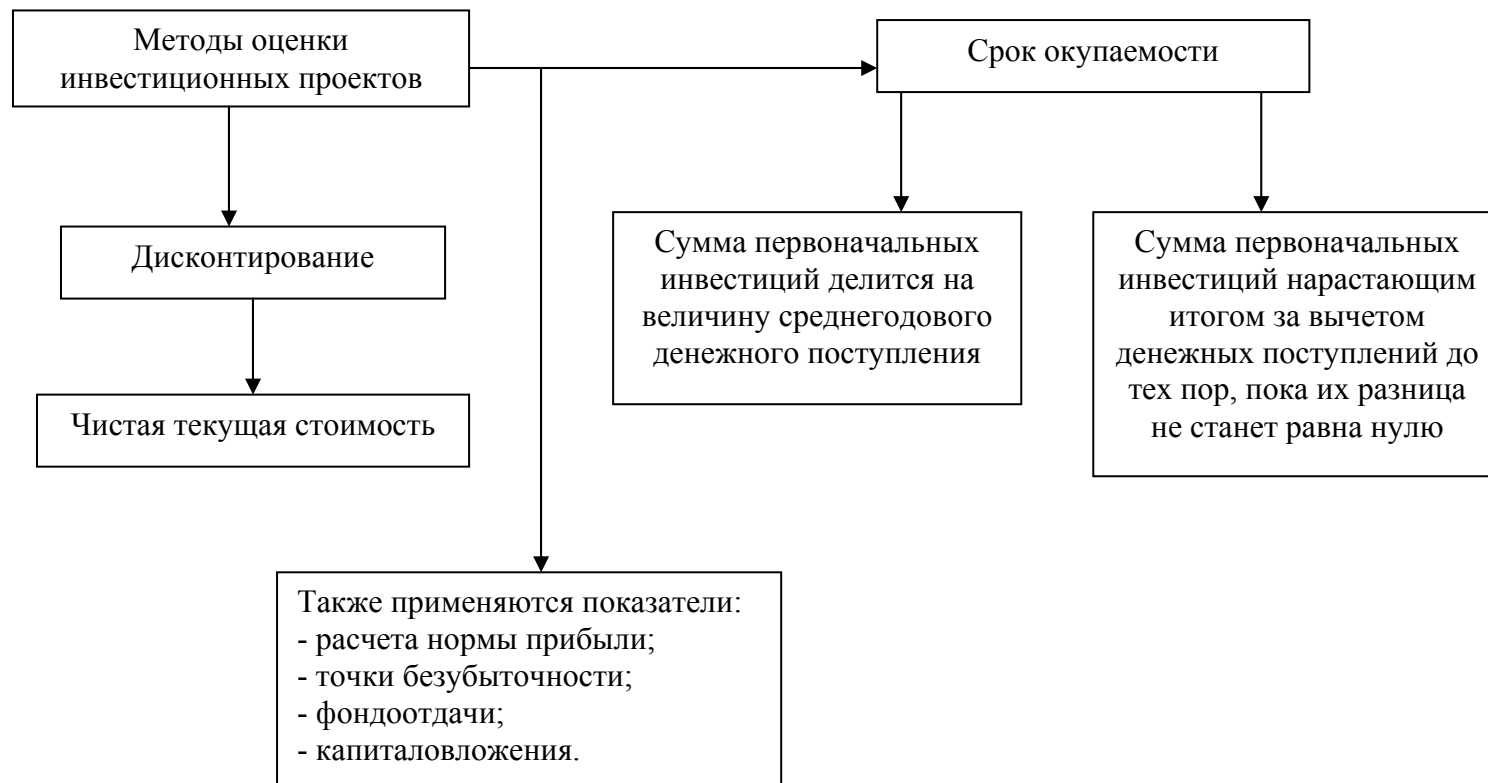 Методы оценки
инвестиционных проектов
Срок окупаемости
Дисконтирование
Чистая текущая стоимость
Сумма первоначальных
инвестиций делится на
величину среднегодового
денежного поступления
Сумма первоначальных
инвестиций нарастающим
итогом за вычетом
денежных поступлений до
тех пор, пока их разница
не станет равна нулю
Также применяются показатели:
- расчета нормы прибыли;
- точки безубыточности;
- фондоотдачи;
- капиталовложения.